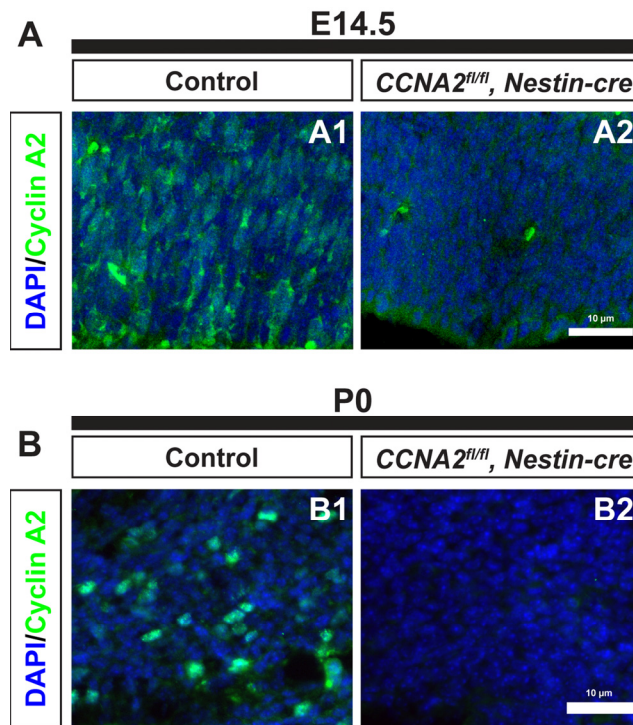 E14.5
A
Control
CCNA2fl/fl, Nestin-cre
DAPI/Cyclin A2
A1
A2
10 µm
P0
B
Control
CCNA2fl/fl, Nestin-cre
DAPI/Cyclin A2
B1
B2
10 µm